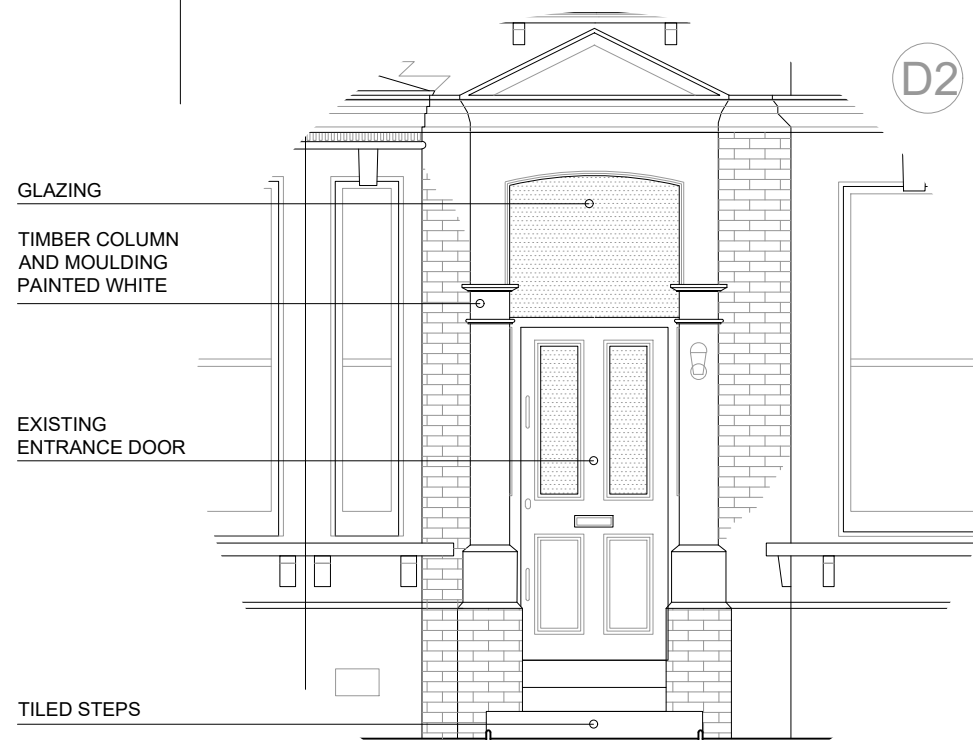 D2
GLAZING
TIMBER COLUMN
AND MOULDING
PAINTED WHITE
EXISTING
ENTRANCE DOOR
TILED STEPS